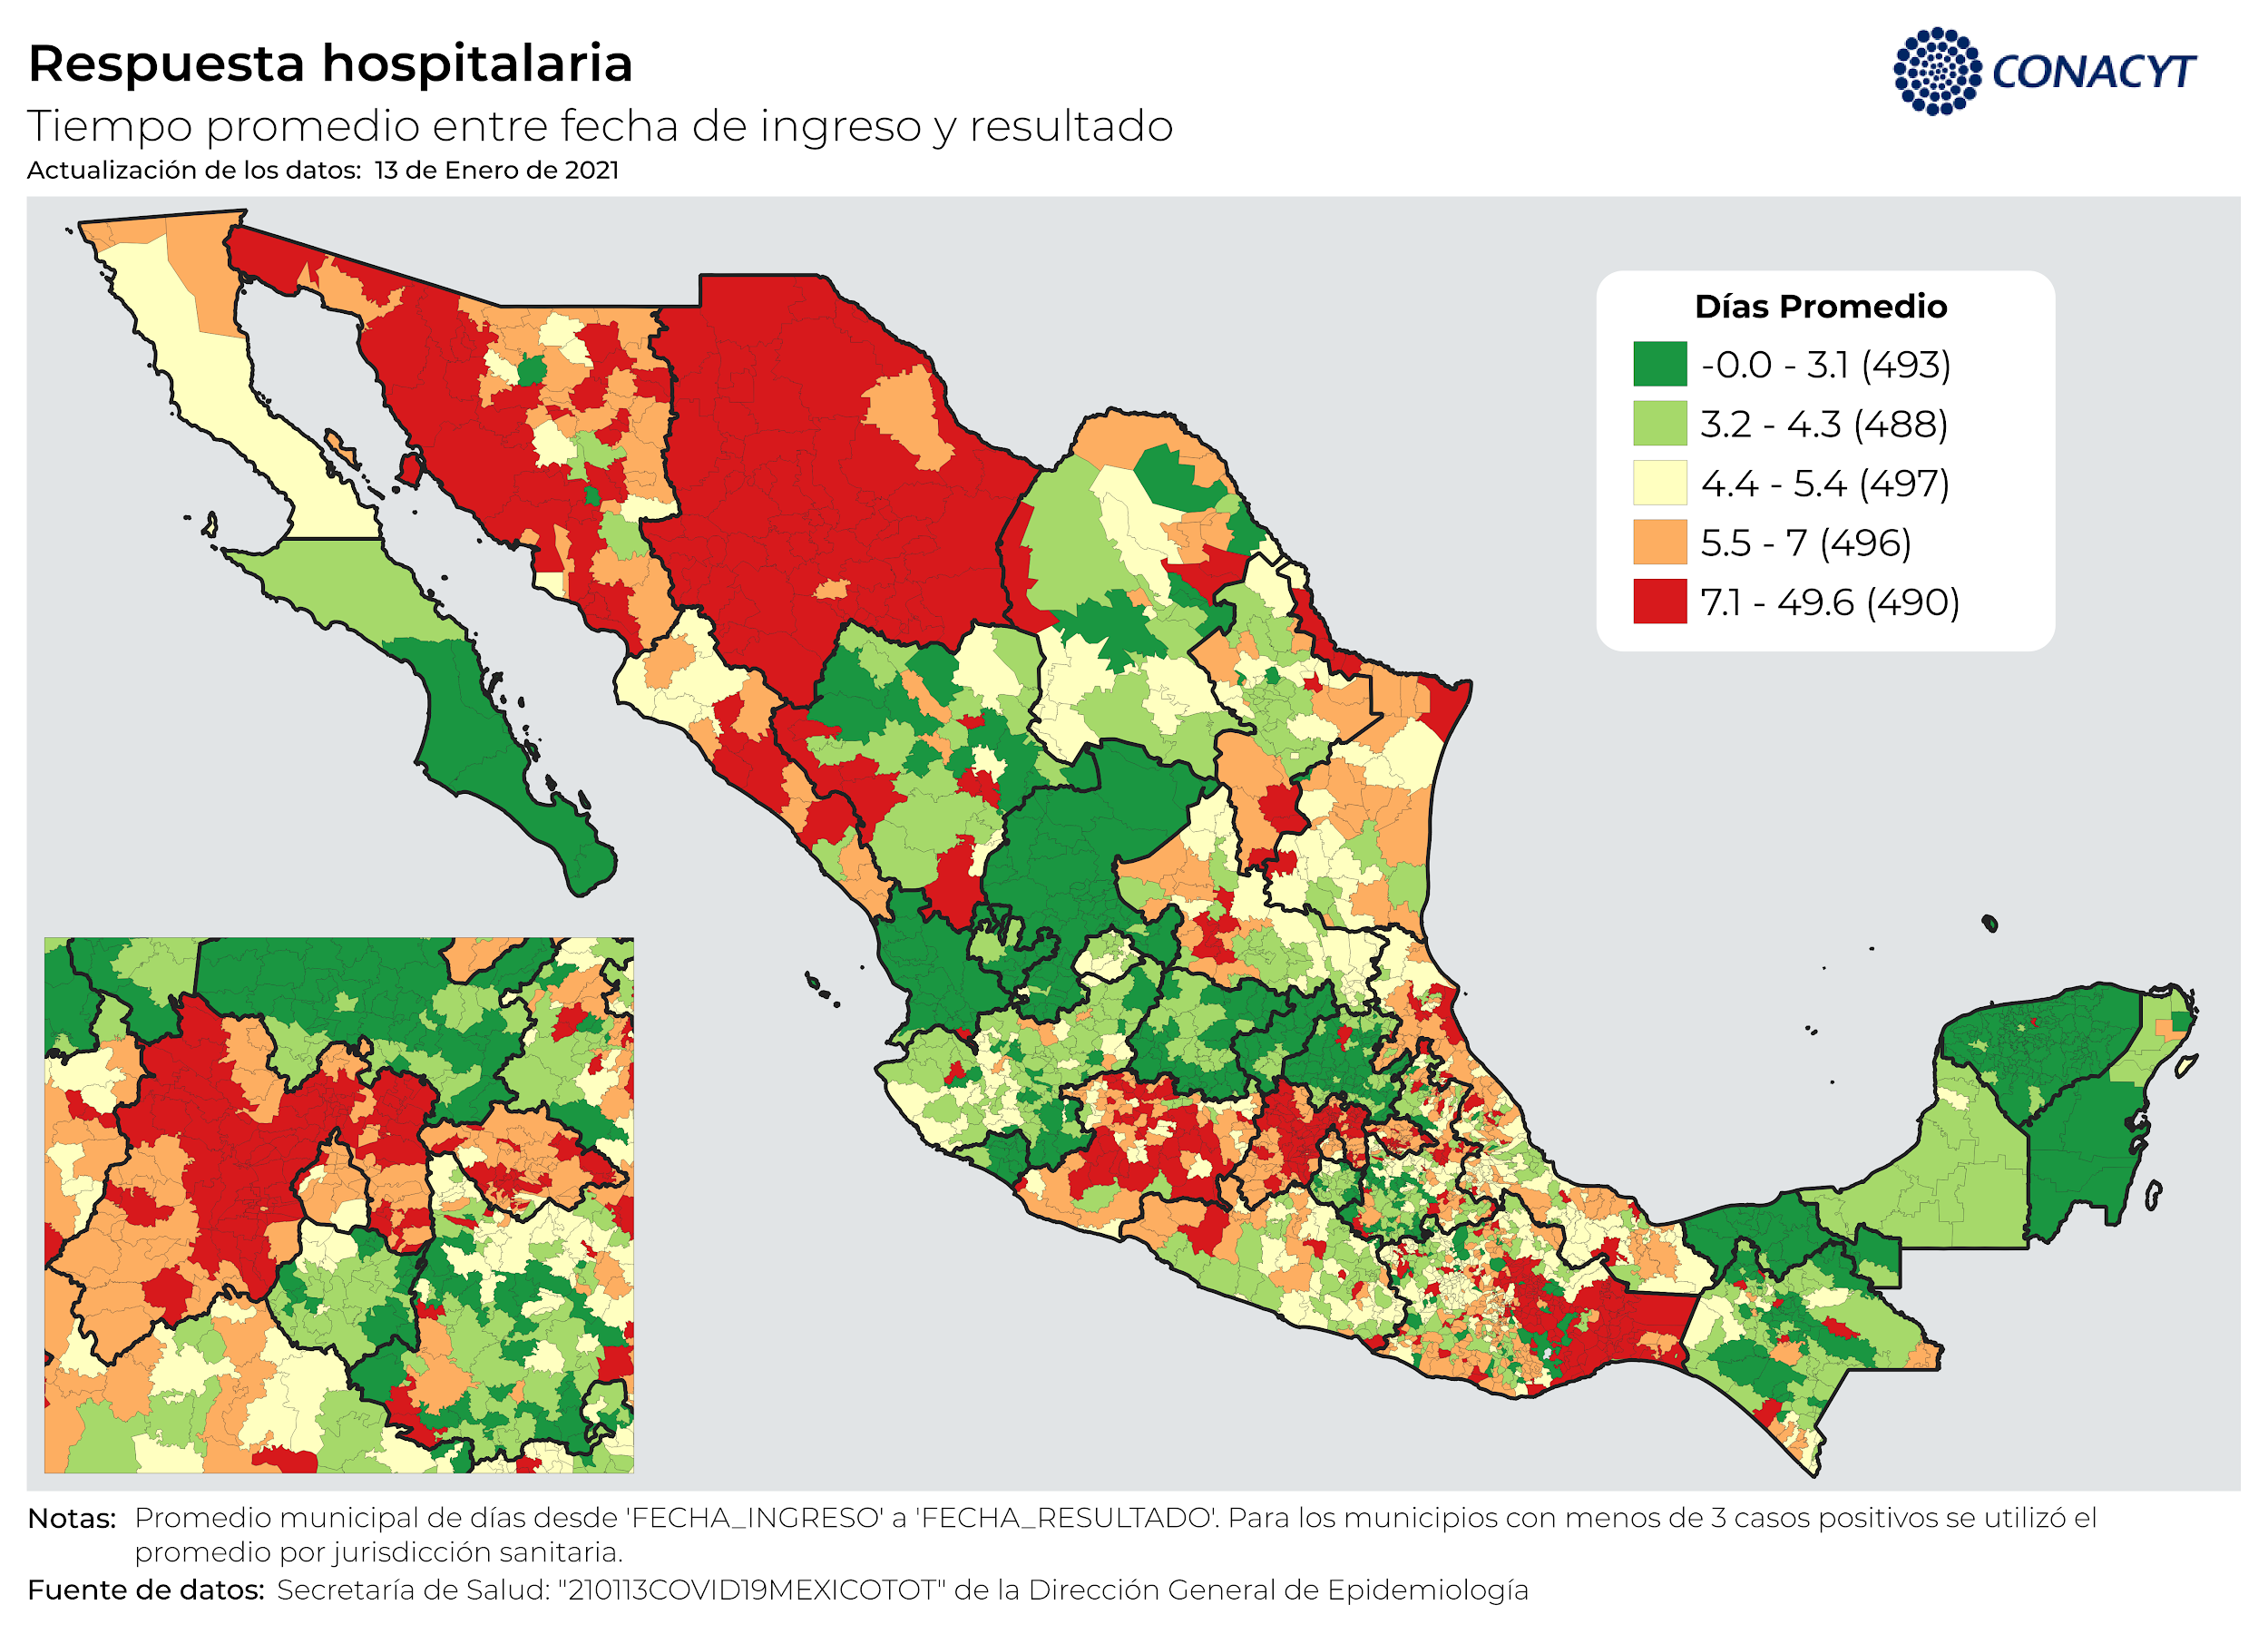 Respuesta hospitalaria
CONACYT
Tiempo promedio entre fecha de ingreso y resultado
Actualización de los datos: 13 de Enero de 2021
Días Promedio
-0.0 - 3.1 (493)
3.2 - 4.3 (488)
4.4 - 5.4 (497)
5.5 - 7 (496)
7.1 - 49.6 (490)
Notas: Promedio municipal de días desde 'FECHA_INGRESO' a 'FECHA_RESULTADO'. Para los municipios con menos de 3 casos positivos se utilizó el
promedio por jurisdicción sanitaria.
Fuente de datos: Secretaría de Salud: "210113COVID19MEXICOTOT" de la Dirección General de Epidemiología